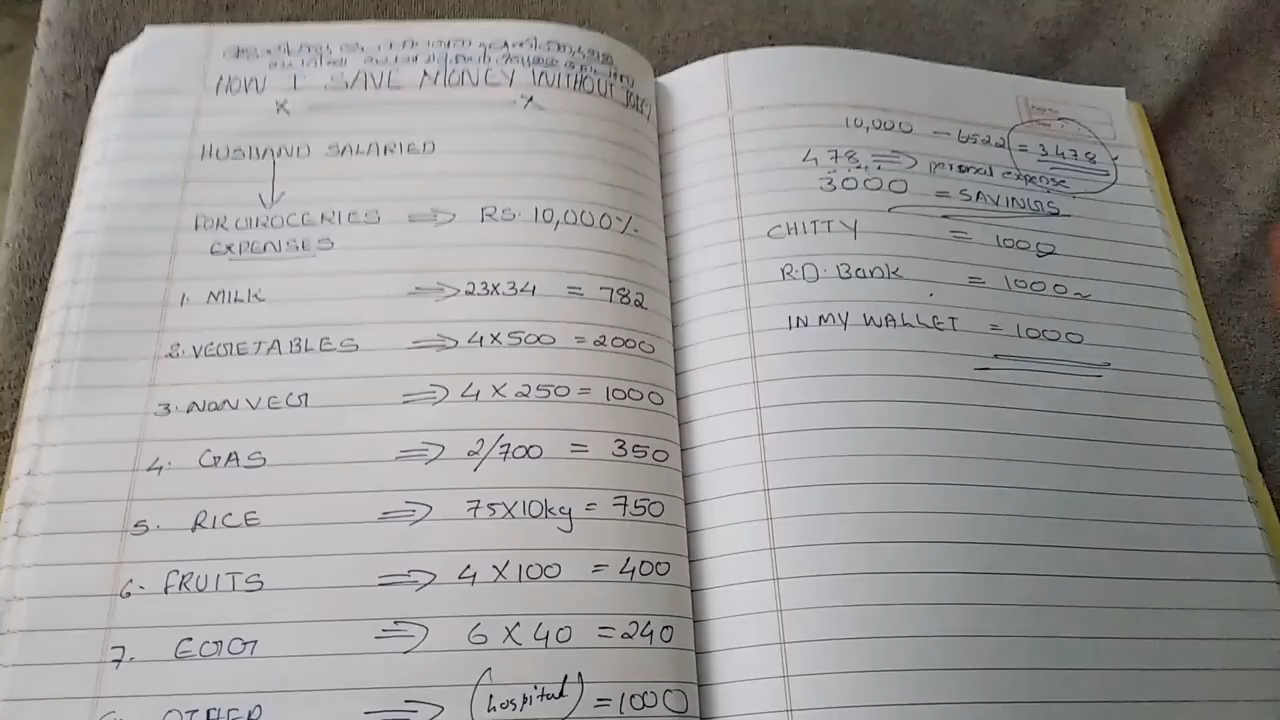 HOW I SAVE MONEY WITHOUT JOB?
x x
HUSBAND SALARIED
FOR GROCERIES ⇒ RS. 10,000%.
EXPENSES
1. MILK ⇒ 23X34 = 782
2. VEGETABLES ⇒ 4X500 = 2000
3. NONVEG ⇒ 4 X 250 = 1000
4. GAS ⇒ 2/700 = 350
5. RICE ⇒ 75X10kg = 750
6- FRUITS ⇒ 4 X 100 = 400
7. EGG ⇒ 6 X 40 = 240
OTHER ⇒ (hospital) = 1000
10,000 - 6522 = 3478
478 ⇒ personal expense
3000 = SAVINGS
CHITTY = 1000
R.D. Bank = 1000
IN MY WALLET = 1000